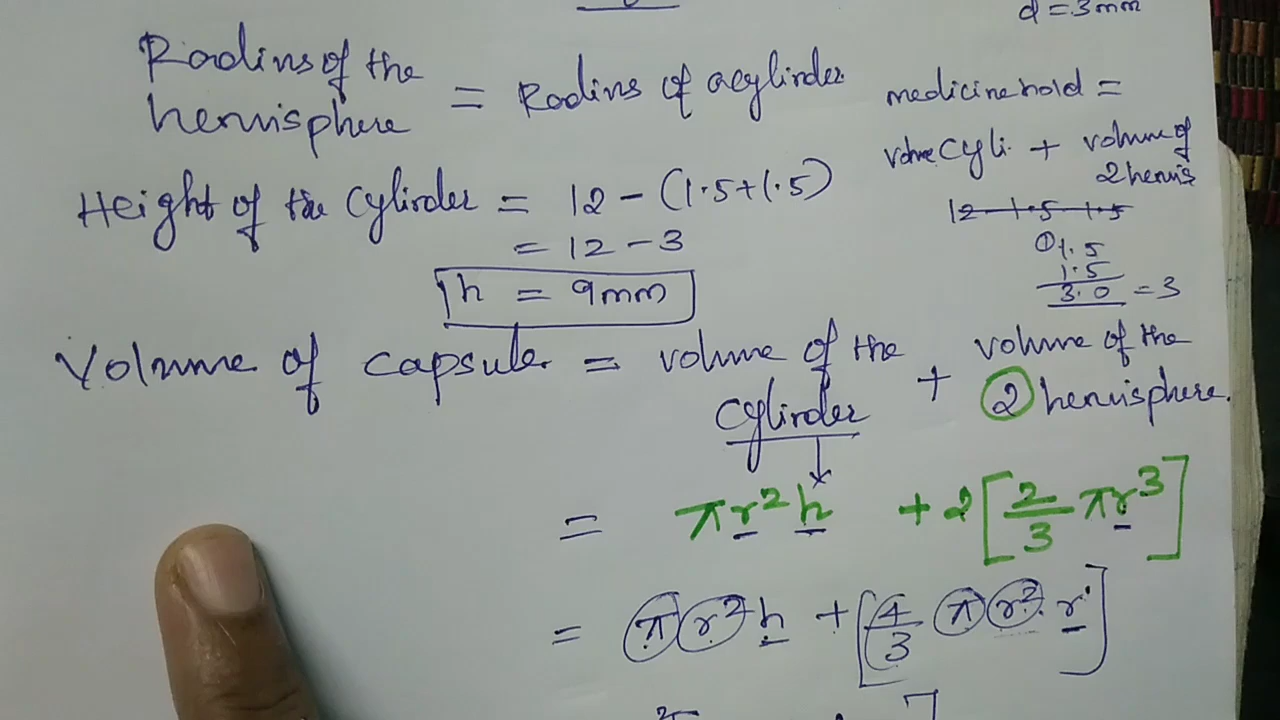 d = 3mm
Radius of the hemisphere = Radius of a cylinder
medicine hold =
volume cyli. + volume of 2 hemis
12 - 1.5 - 1.5
Height of the cylinder = 12 - (1.5+1.5)
1.5
= 12 - 3
1.5
h = 9mm
3.0 = 3
Volume of capsule = volume of the cylinder + volume of the 2 hemisphere.
= πr²h + 2[2/3 πr³]
= πr²h + [4/3 πr².r]